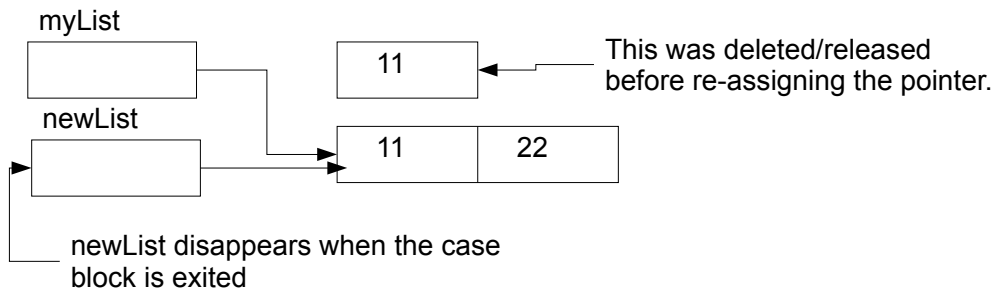 myList
11
This was deleted/released
before re-assigning the pointer.
newList
11 22
newList disappears when the case
block is exited